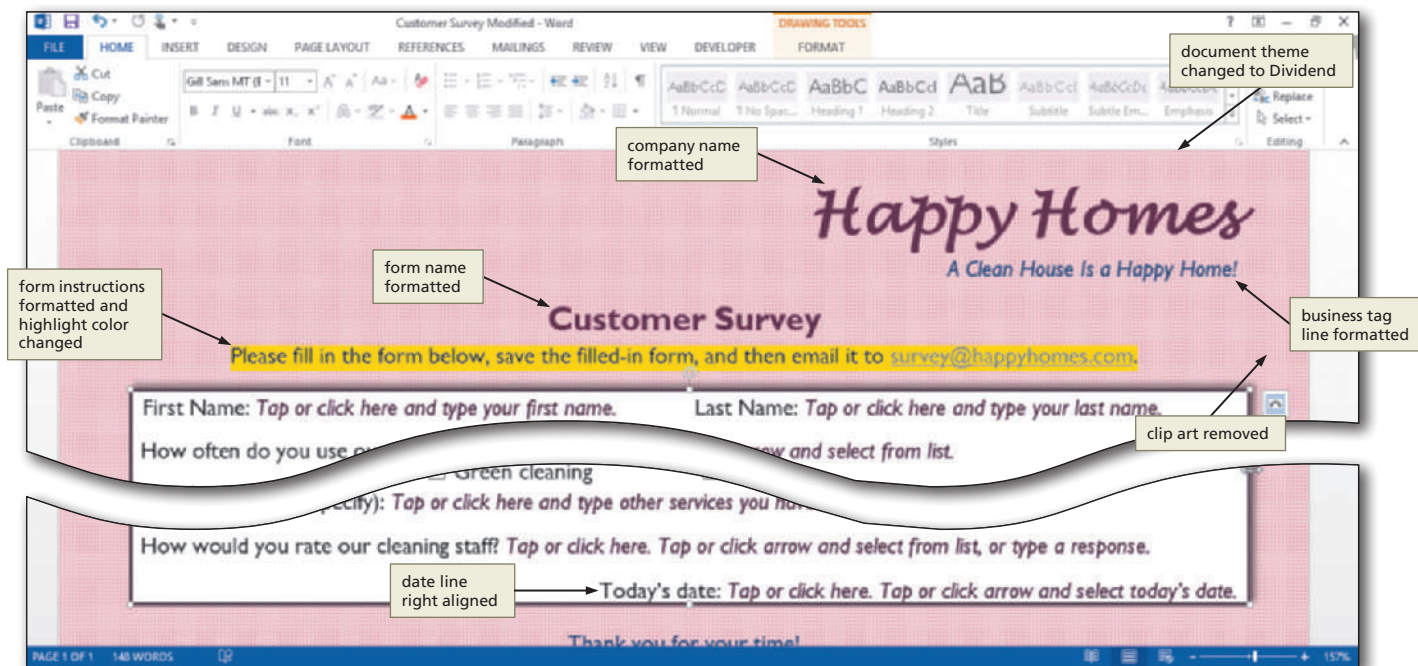 Customer Survey Modified - Word
DRAWING TOOLS
FILE HOME INSERT DESIGN PAGE LAYOUT REFERENCES MAILINGS REVIEW VIEW DEVELOPER FORMAT
document theme
changed to Dividend
Cut
Copy
Format Painter
Paste
Gill Sans MT (E 11
AaBbCcD AaBbCcD AaBbC AaBbCd AaB AaBbCcI AaBbCcDc
¶ Normal ¶ No Spac... Heading 1 Heading 2 Title Subtitle Subtle Em... Emphasis
Replace
Select
Clipboard Font Paragraph Styles Editing
company name
formatted
Happy Homes
A Clean House Is a Happy Home!
form name
formatted
form instructions
formatted and
highlight color
changed
business tag
line formatted
Customer Survey
Please fill in the form below, save the filled-in form, and then email it to survey@happyhomes.com.
First Name: Tap or click here and type your first name. Last Name: Tap or click here and type your last name.
clip art removed
How often do you use and select from list.
Green cleaning
Tap or click here and type other services you
How would you rate our cleaning staff? Tap or click here. Tap or click arrow and select from list, or type a response.
date line
right aligned
Today's date: Tap or click here. Tap or click arrow and select today's date.
Thank you for your time!
PAGE 1 OF 1 148 WORDS 157%